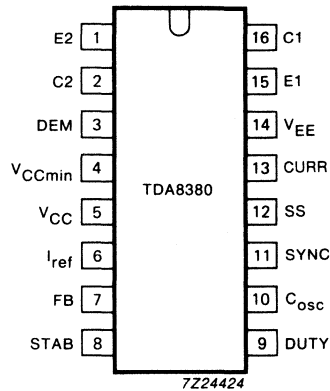 E2 1 16 C1
C2 2 15 E1
DEM 3 14 VEE
VCCmin 4 13 CURR
TDA8380
VCC 5 12 SS
Iref 6 11 SYNC
FB 7 10 Cosc
STAB 8 9 DUTY
7Z24424